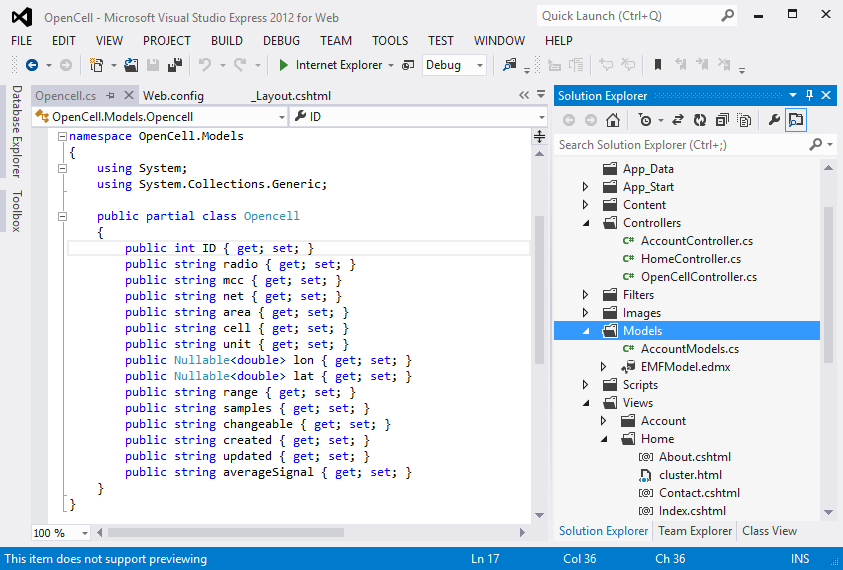 OpenCell - Microsoft Visual Studio Express 2012 for Web
Quick Launch (Ctrl+Q)
FILE EDIT VIEW PROJECT BUILD DEBUG TEAM TOOLS TEST WINDOW HELP
Internet Explorer Debug
Database Explorer
Toolbox
Opencell.cs Web.config _Layout.cshtml
OpenCell.Models.Opencell ID
namespace OpenCell.Models
{
using System;
using System.Collections.Generic;
public partial class Opencell
{
public int ID { get; set; }
public string radio { get; set; }
public string mcc { get; set; }
public string net { get; set; }
public string area { get; set; }
public string cell { get; set; }
public string unit { get; set; }
public Nullable<double> lon { get; set; }
public Nullable<double> lat { get; set; }
public string range { get; set; }
public string samples { get; set; }
public string changeable { get; set; }
public string created { get; set; }
public string updated { get; set; }
public string averageSignal { get; set; }
}
}
100 %
Solution Explorer
Search Solution Explorer (Ctrl+;)
App_Data
App_Start
Content
Controllers
C# AccountController.cs
C# HomeController.cs
C# OpenCellController.cs
Filters
Images
Models
C# AccountModels.cs
EMFModel.edmx
Scripts
Views
Account
Home
[@] About.cshtml
cluster.html
[@] Contact.cshtml
[@] Index.cshtml
Solution Explorer Team Explorer Class View
This item does not support previewing Ln 17 Col 36 Ch 36 INS